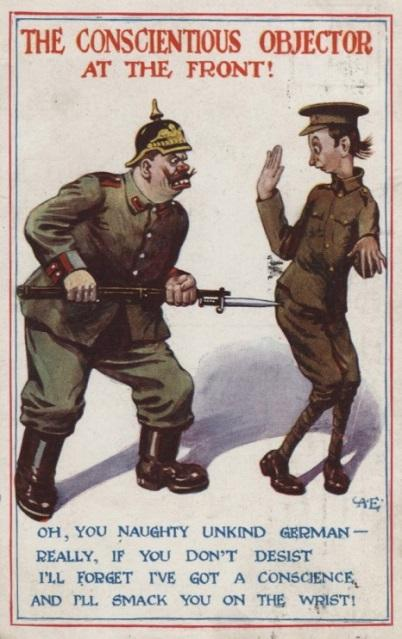 THE CONSCIENTIOUS OBJECTOR
AT THE FRONT!
A.E.
OH, YOU NAUGHTY UNKIND GERMAN—
REALLY, IF YOU DON'T DESIST
I'LL FORGET I'VE GOT A CONSCIENCE,
AND I'LL SMACK YOU ON THE WRIST!